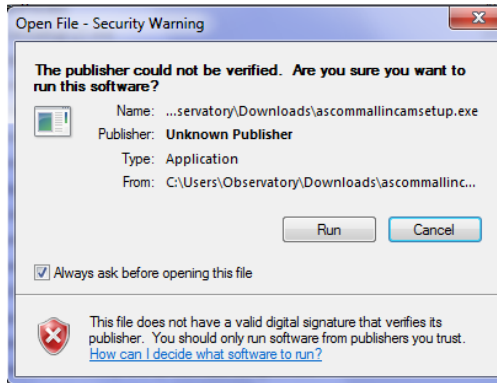 Open File - Security Warning
The publisher could not be verified. Are you sure you want to
run this software?
Name: ...servatory\Downloads\ascommallincamsetup.exe
Publisher: Unknown Publisher
Type: Application
From: C:\Users\Observatory\Downloads\ascommallinc...
Run Cancel
Always ask before opening this file
This file does not have a valid digital signature that verifies its
publisher. You should only run software from publishers you trust.
How can I decide what software to run?